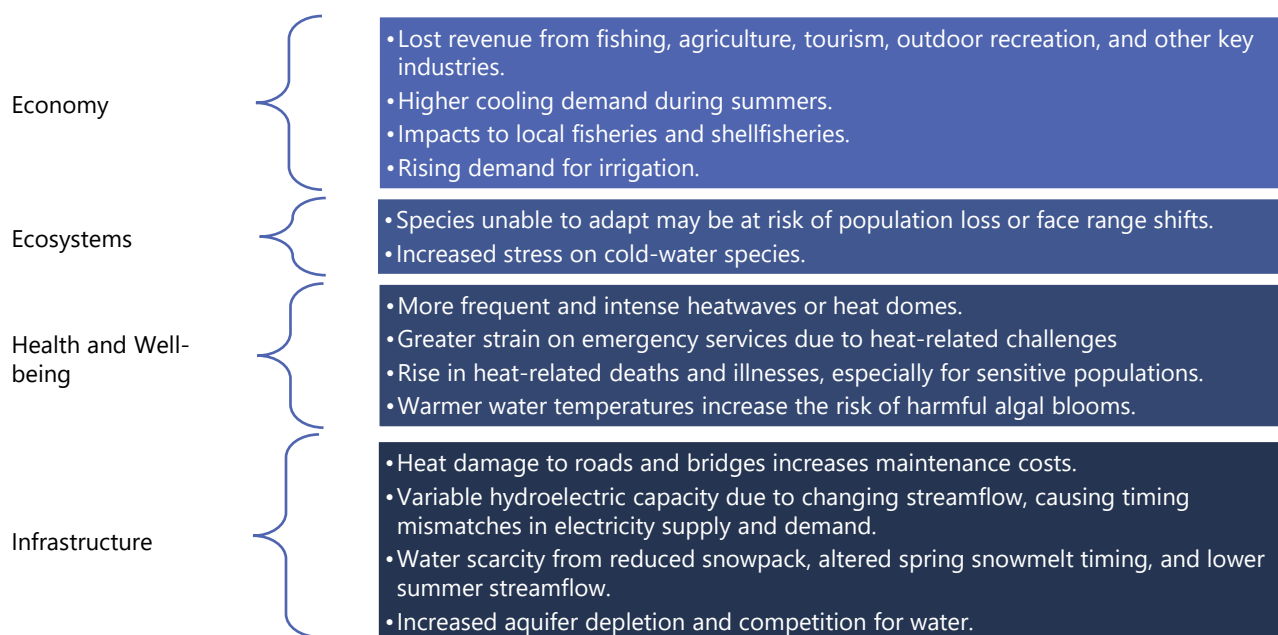 Economy
•Lost revenue from fishing, agriculture, tourism, outdoor recreation, and other key
industries.
•Higher cooling demand during summers.
•Impacts to local fisheries and shellfisheries.
•Rising demand for irrigation.
Ecosystems
•Species unable to adapt may be at risk of population loss or face range shifts.
•Increased stress on cold-water species.
Health and Well-
being
•More frequent and intense heatwaves or heat domes.
•Greater strain on emergency services due to heat-related challenges
•Rise in heat-related deaths and illnesses, especially for sensitive populations.
•Warmer water temperatures increase the risk of harmful algal blooms.
Infrastructure
•Heat damage to roads and bridges increases maintenance costs.
•Variable hydroelectric capacity due to changing streamflow, causing timing
mismatches in electricity supply and demand.
•Water scarcity from reduced snowpack, altered spring snowmelt timing, and lower
summer streamflow.
•Increased aquifer depletion and competition for water.